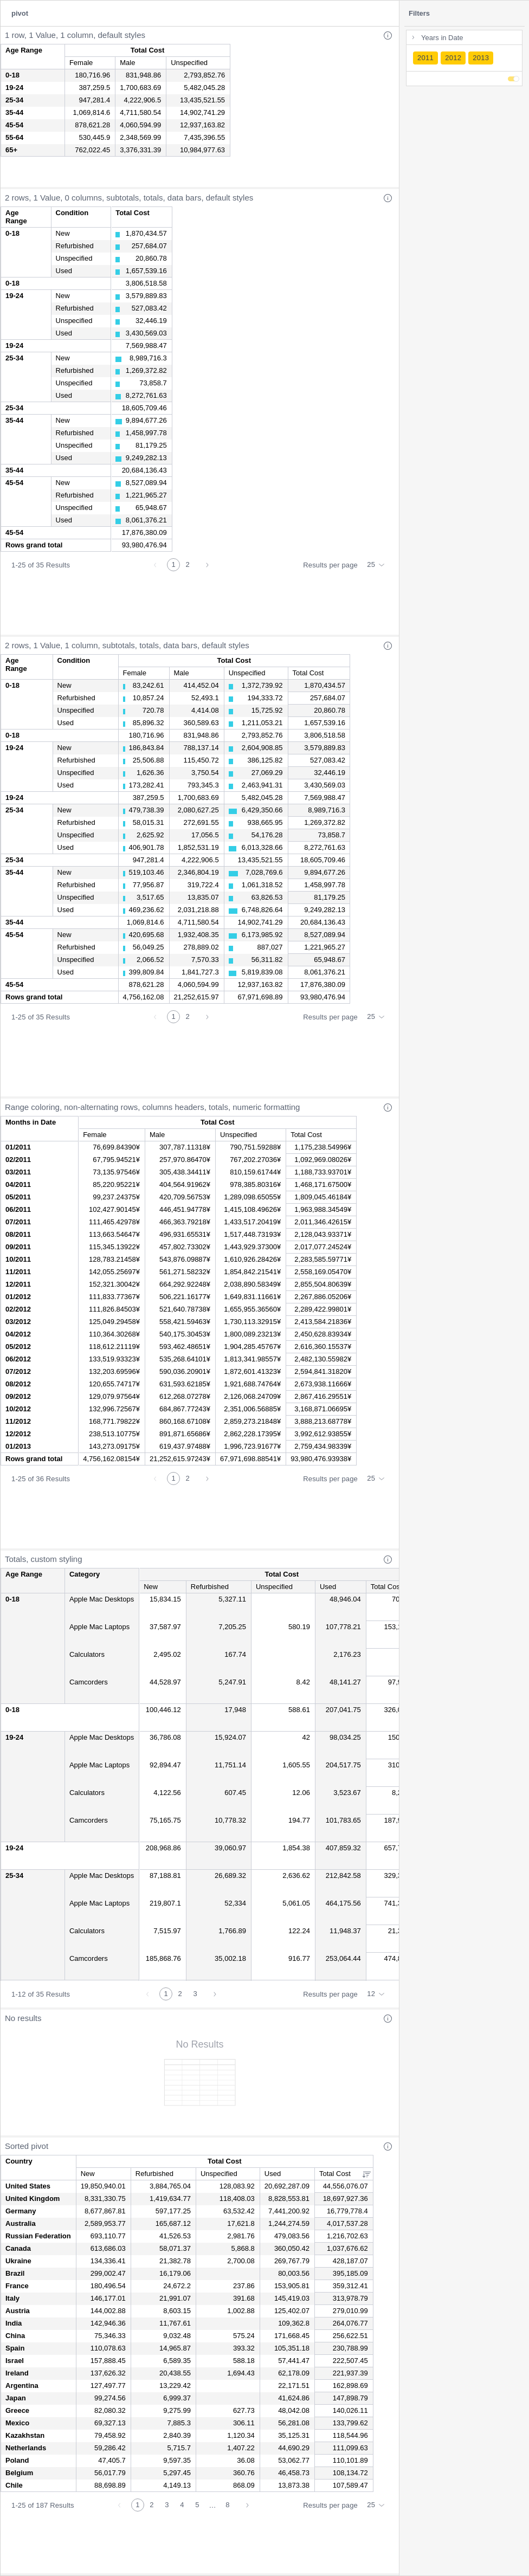 pivot
Filters
Years in Date
2011 2012 2013
1 row, 1 Value, 1 column, default styles
Age Range Total Cost
Female Male Unspecified
0-18 180,716.96 831,948.86 2,793,852.76
19-24 387,259.5 1,700,683.69 5,482,045.28
25-34 947,281.4 4,222,906.5 13,435,521.55
35-44 1,069,814.6 4,711,580.54 14,902,741.29
45-54 878,621.28 4,060,594.99 12,937,163.82
55-64 530,445.9 2,348,569.99 7,435,396.55
65+ 762,022.45 3,376,331.39 10,984,977.63
2 rows, 1 Value, 0 columns, subtotals, totals, data bars, default styles
Age Range Condition Total Cost
0-18 New 1,870,434.57
Refurbished 257,684.07
Unspecified 20,860.78
Used 1,657,539.16
0-18 3,806,518.58
19-24 New 3,579,889.83
Refurbished 527,083.42
Unspecified 32,446.19
Used 3,430,569.03
19-24 7,569,988.47
25-34 New 8,989,716.3
Refurbished 1,269,372.82
Unspecified 73,858.7
Used 8,272,761.63
25-34 18,605,709.46
35-44 New 9,894,677.26
Refurbished 1,458,997.78
Unspecified 81,179.25
Used 9,249,282.13
35-44 20,684,136.43
45-54 New 8,527,089.94
Refurbished 1,221,965.27
Unspecified 65,948.67
Used 8,061,376.21
45-54 17,876,380.09
Rows grand total 93,980,476.94
1-25 of 35 Results 1 2 Results per page 25
2 rows, 1 Value, 1 column, subtotals, totals, data bars, default styles
Age Range Condition Total Cost
Female Male Unspecified Total Cost
0-18 New 83,242.61 414,452.04 1,372,739.92 1,870,434.57
Refurbished 10,857.24 52,493.1 194,333.72 257,684.07
Unspecified 720.78 4,414.08 15,725.92 20,860.78
Used 85,896.32 360,589.63 1,211,053.21 1,657,539.16
0-18 180,716.96 831,948.86 2,793,852.76 3,806,518.58
19-24 New 186,843.84 788,137.14 2,604,908.85 3,579,889.83
Refurbished 25,506.88 115,450.72 386,125.82 527,083.42
Unspecified 1,626.36 3,750.54 27,069.29 32,446.19
Used 173,282.41 793,345.3 2,463,941.31 3,430,569.03
19-24 387,259.5 1,700,683.69 5,482,045.28 7,569,988.47
25-34 New 479,738.39 2,080,627.25 6,429,350.66 8,989,716.3
Refurbished 58,015.31 272,691.55 938,665.95 1,269,372.82
Unspecified 2,625.92 17,056.5 54,176.28 73,858.7
Used 406,901.78 1,852,531.19 6,013,328.66 8,272,761.63
25-34 947,281.4 4,222,906.5 13,435,521.55 18,605,709.46
35-44 New 519,103.46 2,346,804.19 7,028,769.6 9,894,677.26
Refurbished 77,956.87 319,722.4 1,061,318.52 1,458,997.78
Unspecified 3,517.65 13,835.07 63,826.53 81,179.25
Used 469,236.62 2,031,218.88 6,748,826.64 9,249,282.13
35-44 1,069,814.6 4,711,580.54 14,902,741.29 20,684,136.43
45-54 New 420,695.68 1,932,408.35 6,173,985.92 8,527,089.94
Refurbished 56,049.25 278,889.02 887,027 1,221,965.27
Unspecified 2,066.52 7,570.33 56,311.82 65,948.67
Used 399,809.84 1,841,727.3 5,819,839.08 8,061,376.21
45-54 878,621.28 4,060,594.99 12,937,163.82 17,876,380.09
Rows grand total 4,756,162.08 21,252,615.97 67,971,698.89 93,980,476.94
1-25 of 35 Results 1 2 Results per page 25
Range coloring, non-alternating rows, columns headers, totals, numeric formatting
Months in Date Total Cost
Female Male Unspecified Total Cost
01/2011 76,699.84390¥ 307,787.11318¥ 790,751.59288¥ 1,175,238.54996¥
02/2011 67,795.94521¥ 257,970.86470¥ 767,202.27036¥ 1,092,969.08026¥
03/2011 73,135.97546¥ 305,438.34411¥ 810,159.61744¥ 1,188,733.93701¥
04/2011 85,220.95221¥ 404,564.91962¥ 978,385.80316¥ 1,468,171.67500¥
05/2011 99,237.24375¥ 420,709.56753¥ 1,289,098.65055¥ 1,809,045.46184¥
06/2011 102,427.90145¥ 446,451.94778¥ 1,415,108.49626¥ 1,963,988.34549¥
07/2011 111,465.42978¥ 466,363.79218¥ 1,433,517.20419¥ 2,011,346.42615¥
08/2011 113,663.54647¥ 496,931.65531¥ 1,517,448.73193¥ 2,128,043.93371¥
09/2011 115,345.13922¥ 457,802.73302¥ 1,443,929.37300¥ 2,017,077.24524¥
10/2011 128,783.21458¥ 543,876.09887¥ 1,610,926.28426¥ 2,283,585.59771¥
11/2011 142,055.25697¥ 561,271.58232¥ 1,854,842.21541¥ 2,558,169.05470¥
12/2011 152,321.30042¥ 664,292.92248¥ 2,038,890.58349¥ 2,855,504.80639¥
01/2012 111,833.77367¥ 506,221.16177¥ 1,649,831.11661¥ 2,267,886.05206¥
02/2012 111,826.84503¥ 521,640.78738¥ 1,655,955.36560¥ 2,289,422.99801¥
03/2012 125,049.29458¥ 558,421.59463¥ 1,730,113.32915¥ 2,413,584.21836¥
04/2012 110,364.30268¥ 540,175.30453¥ 1,800,089.23213¥ 2,450,628.83934¥
05/2012 118,612.21119¥ 593,462.48651¥ 1,904,285.45767¥ 2,616,360.15537¥
06/2012 133,519.93323¥ 535,268.64101¥ 1,813,341.98557¥ 2,482,130.55982¥
07/2012 132,203.69596¥ 590,036.20901¥ 1,872,601.41323¥ 2,594,841.31820¥
08/2012 120,655.74717¥ 631,593.62185¥ 1,921,688.74764¥ 2,673,938.11666¥
09/2012 129,079.97564¥ 612,268.07278¥ 2,126,068.24709¥ 2,867,416.29551¥
10/2012 132,996.72567¥ 684,867.77243¥ 2,351,006.56885¥ 3,168,871.06695¥
11/2012 168,771.79822¥ 860,168.67108¥ 2,859,273.21848¥ 3,888,213.68778¥
12/2012 238,513.10775¥ 891,871.65686¥ 2,862,228.17395¥ 3,992,612.93855¥
01/2013 143,273.09175¥ 619,437.97488¥ 1,996,723.91677¥ 2,759,434.98339¥
Rows grand total 4,756,162.08154¥ 21,252,615.97243¥ 67,971,698.88541¥ 93,980,476.93938¥
1-25 of 36 Results 1 2 Results per page 25
Totals, custom styling
Age Range Category Total Cost
New Refurbished Unspecified Used Total Cos
0-18 Apple Mac Desktops 15,834.15 5,327.11 48,946.04 70
Apple Mac Laptops 37,587.97 7,205.25 580.19 107,778.21 153,
Calculators 2,495.02 167.74 2,176.23
Camcorders 44,528.97 5,247.91 8.42 48,141.27 97,
0-18 100,446.12 17,948 588.61 207,041.75 326,
19-24 Apple Mac Desktops 36,786.08 15,924.07 42 98,034.25 150
Apple Mac Laptops 92,894.47 11,751.14 1,605.55 204,517.75 310
Calculators 4,122.56 607.45 12.06 3,523.67 8,
Camcorders 75,165.75 10,778.32 194.77 101,783.65 187,
19-24 208,968.86 39,060.97 1,854.38 407,859.32 657,
25-34 Apple Mac Desktops 87,188.81 26,689.32 2,636.62 212,842.58 329,
Apple Mac Laptops 219,807.1 52,334 5,061.05 464,175.56 741,
Calculators 7,515.97 1,766.89 122.24 11,948.37 21,
Camcorders 185,868.76 35,002.18 916.77 253,064.44 474,
1-12 of 35 Results 1 2 3 Results per page 12
No results
No Results
Sorted pivot
Country Total Cost
New Refurbished Unspecified Used Total Cost
United States 19,850,940.01 3,884,765.04 128,083.92 20,692,287.09 44,556,076.07
United Kingdom 8,331,330.75 1,419,634.77 118,408.03 8,828,553.81 18,697,927.36
Germany 8,677,867.81 597,177.25 63,532.42 7,441,200.92 16,779,778.4
Australia 2,589,953.77 165,687.12 17,621.8 1,244,274.59 4,017,537.28
Russian Federation 693,110.77 41,526.53 2,981.76 479,083.56 1,216,702.63
Canada 613,686.03 58,071.37 5,868.8 360,050.42 1,037,676.62
Ukraine 134,336.41 21,382.78 2,700.08 269,767.79 428,187.07
Brazil 299,002.47 16,179.06 80,003.56 395,185.09
France 180,496.54 24,672.2 237.86 153,905.81 359,312.41
Italy 146,177.01 21,991.07 391.68 145,419.03 313,978.79
Austria 144,002.88 8,603.15 1,002.88 125,402.07 279,010.99
India 142,946.36 11,767.61 109,362.8 264,076.77
China 75,346.33 9,032.48 575.24 171,668.45 256,622.51
Spain 110,078.63 14,965.87 393.32 105,351.18 230,788.99
Israel 157,888.45 6,589.35 588.18 57,441.47 222,507.45
Ireland 137,626.32 20,438.55 1,694.43 62,178.09 221,937.39
Argentina 127,497.77 13,229.42 22,171.51 162,898.69
Japan 99,274.56 6,999.37 41,624.86 147,898.79
Greece 82,080.32 9,275.99 627.73 48,042.08 140,026.11
Mexico 69,327.13 7,885.3 306.11 56,281.08 133,799.62
Kazakhstan 79,458.92 2,840.39 1,120.34 35,125.31 118,544.96
Netherlands 59,286.42 5,715.7 1,407.22 44,690.29 111,099.63
Poland 47,405.7 9,597.35 36.08 53,062.77 110,101.89
Belgium 56,017.79 5,297.45 360.76 46,458.73 108,134.72
Chile 88,698.89 4,149.13 868.09 13,873.38 107,589.47
1-25 of 187 Results 1 2 3 4 5 ... 8 Results per page 25